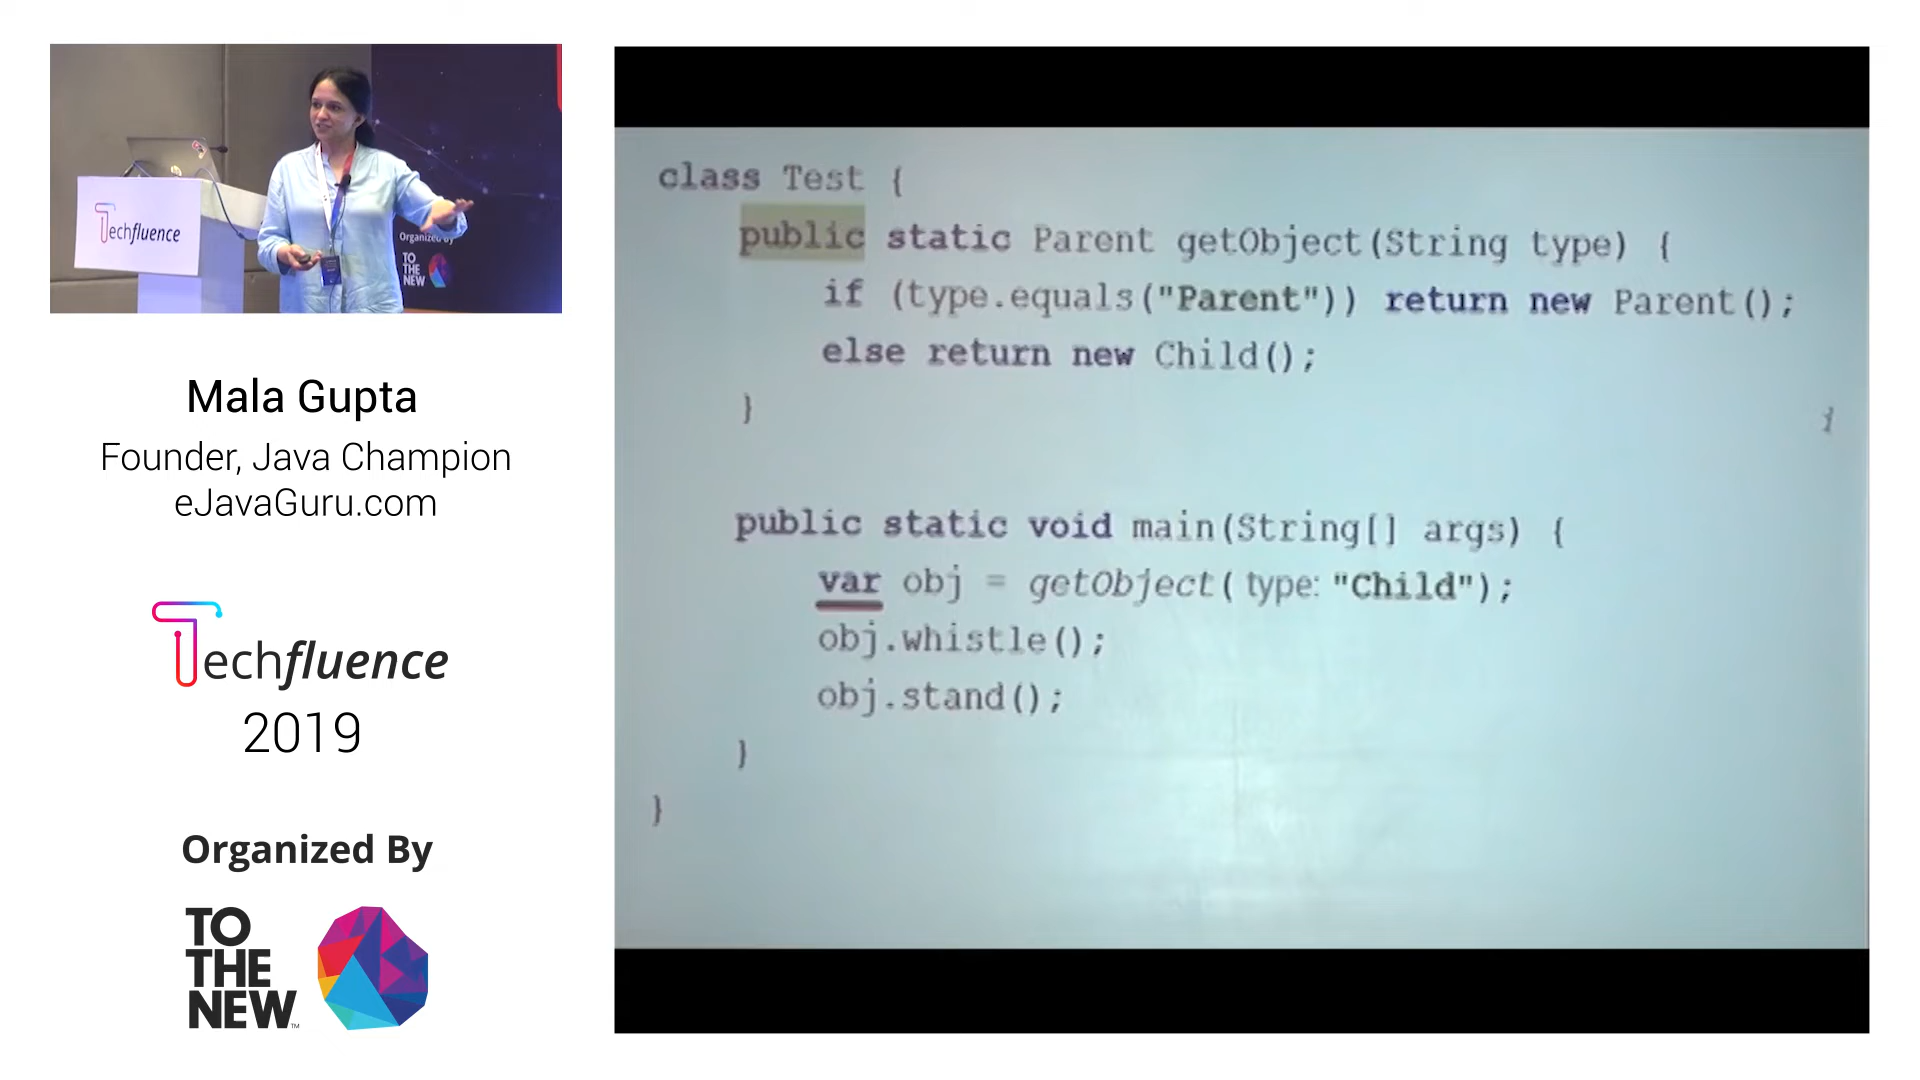 Techfluence
Organized by
TO
THE
NEW
Mala Gupta
Founder, Java Champion
eJavaGuru.com
Techfluence
2019
Organized By
TO
THE
NEW™
class Test {
public static Parent getObject(String type) {
if (type.equals("Parent")) return new Parent();
else return new Child();
}
}
public static void main(String[] args) {
var obj = getObject( type: "Child");
obj.whistle();
obj.stand();
}
}